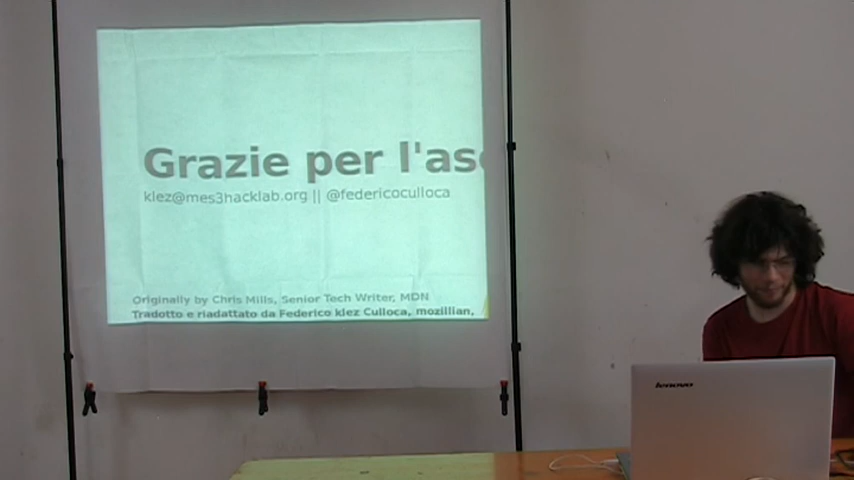 Grazie per l'as
klez@mes3hacklab.org || @federicoculloca
Originally by Chris Mills, Senior Tech Writer, MDN
Tradotto e riadattato da Federico klez Culloca, mozillian,
lenovo